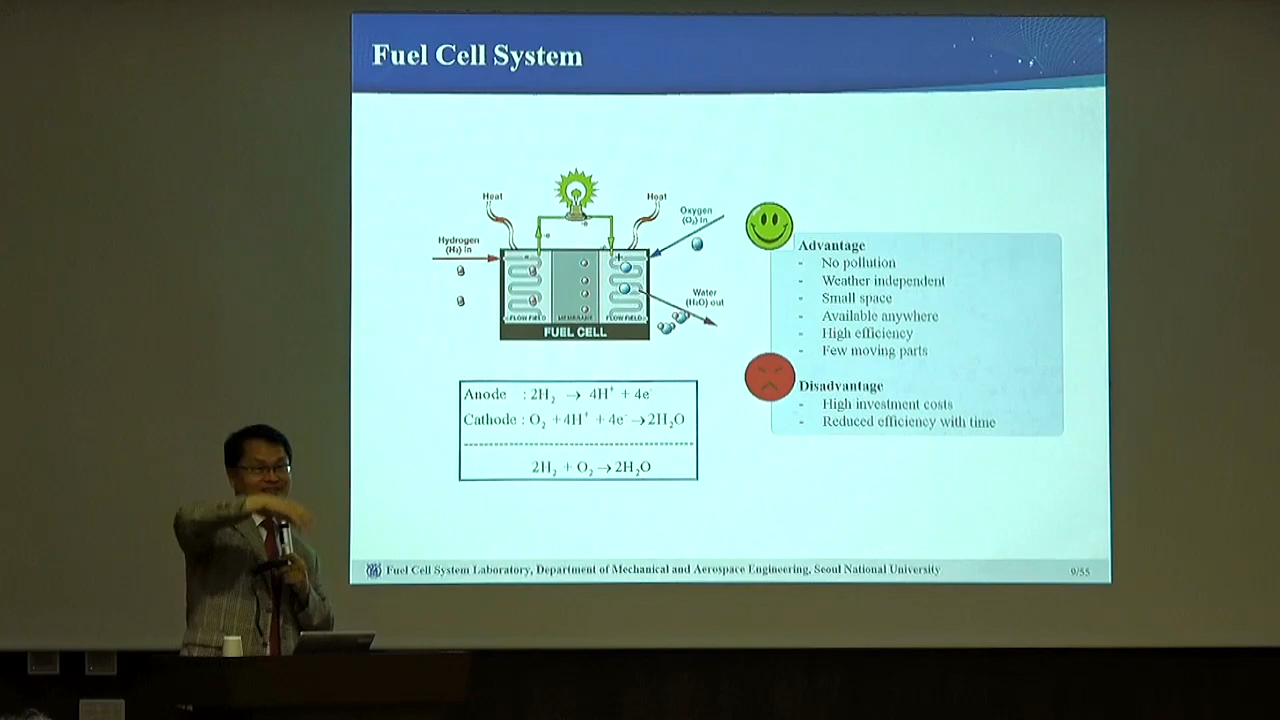 Fuel Cell System
Heat
Heat
Oxygen
(O₂) in
Hydrogen
(H₂) in
Water
(H₂O) out
FLOW FIELD
MEMBRANE
FLOW FIELD
FUEL CELL
Anode : 2H₂ → 4H⁺ + 4e⁻
Cathode : O₂ + 4H⁺ + 4e⁻ → 2H₂O
2H₂ + O₂ → 2H₂O
Advantage
- No pollution
- Weather independent
- Small space
- Available anywhere
- High efficiency
- Few moving parts
Disadvantage
- High investment costs
- Reduced efficiency with time
Fuel Cell System Laboratory, Department of Mechanical and Aerospace Engineering, Seoul National University
9/55